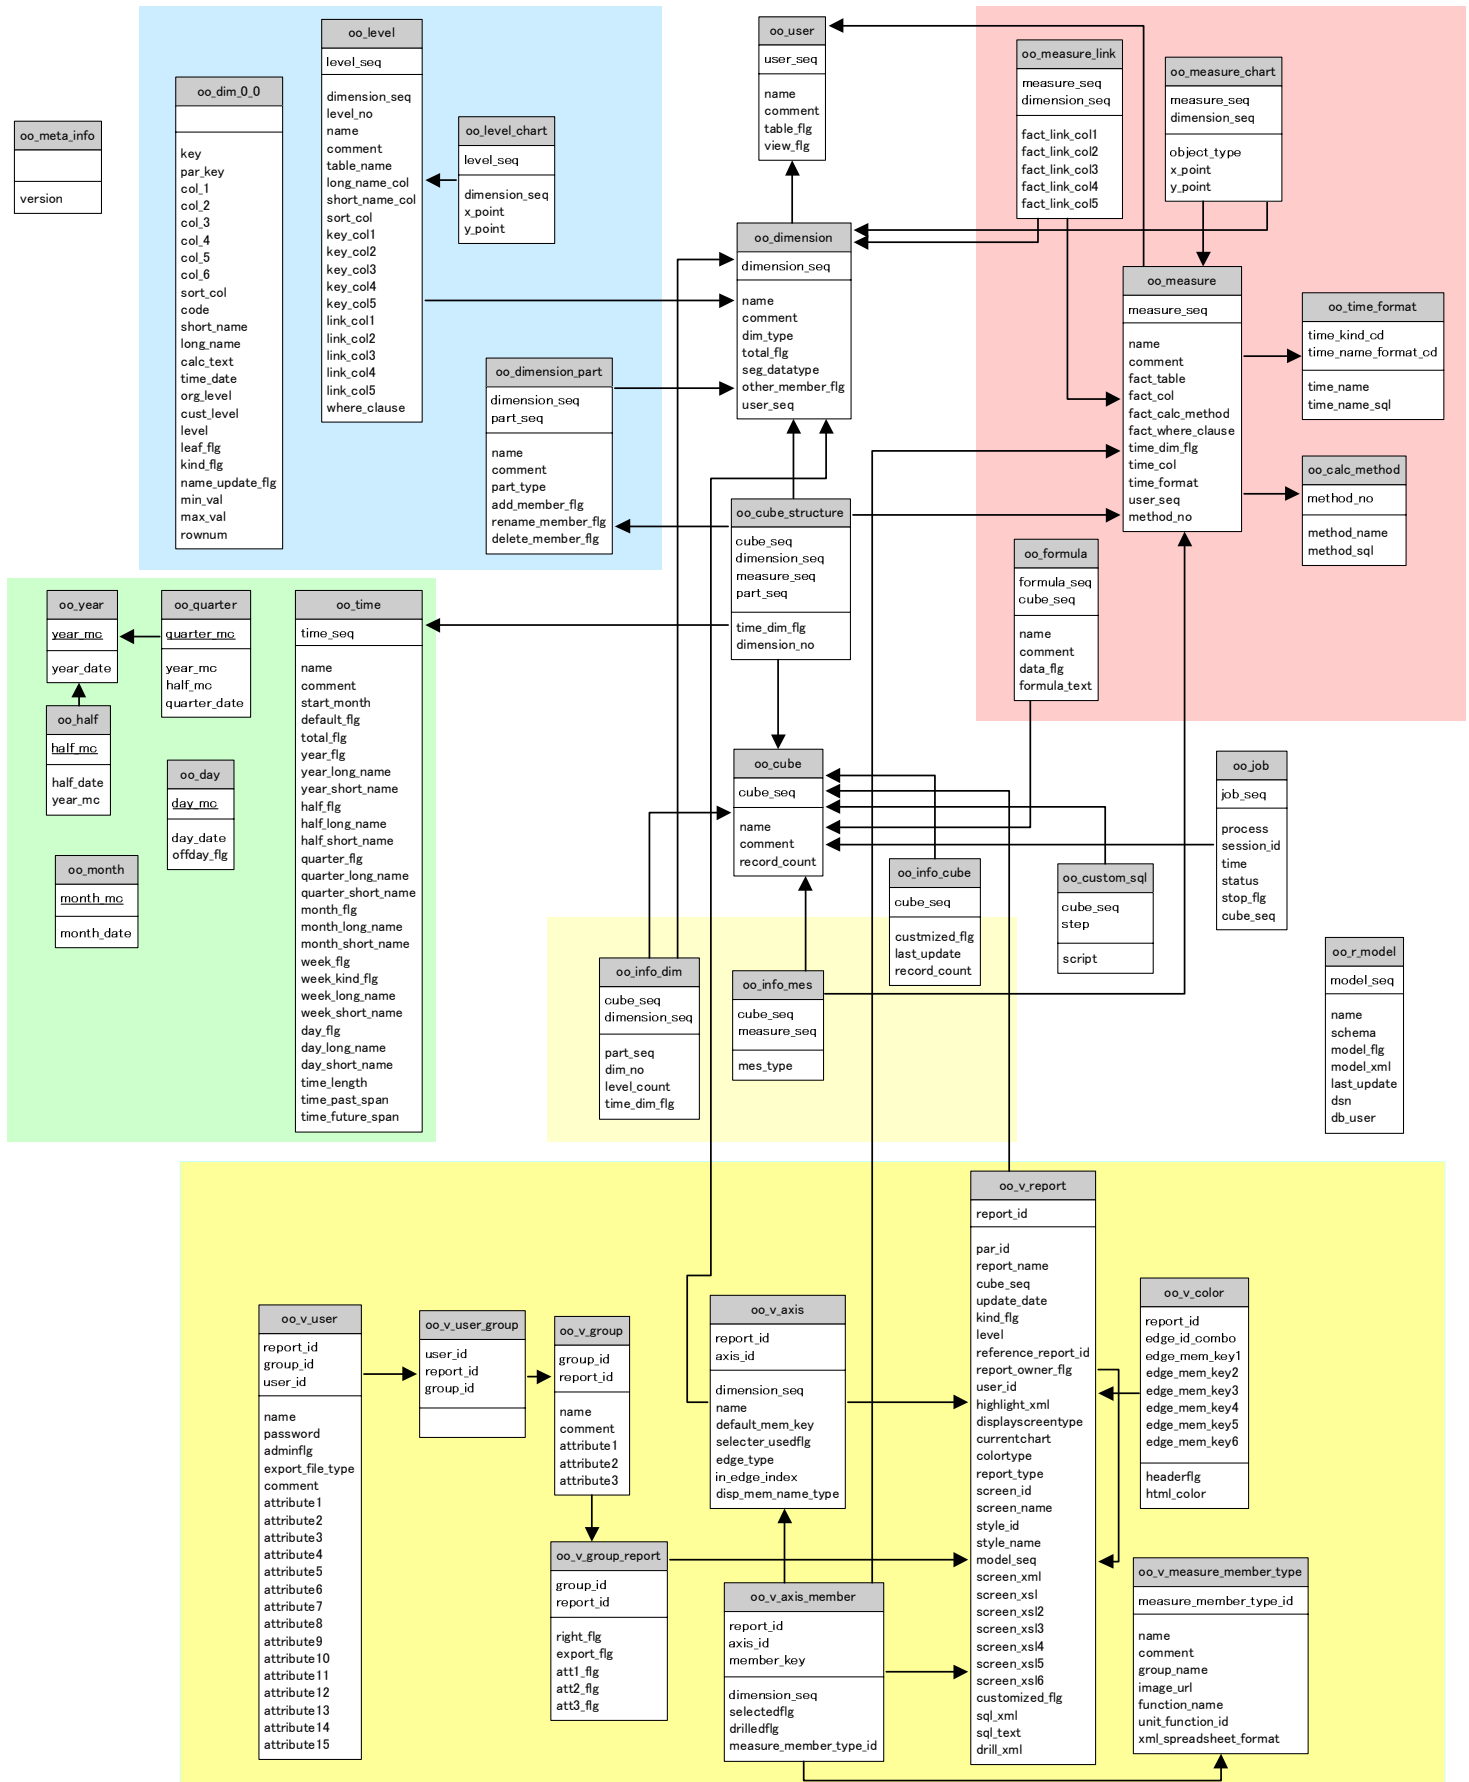 oo_meta_info
version
oo_dim_0_0
key
par_key
col_1
col_2
col_3
col_4
col_5
col_6
sort_col
code
short_name
long_name
calc_text
time_date
org_level
cust_level
level
leaf_flg
kind_flg
name_update_flg
min_val
max_val
rownum
oo_level
level_seq
dimension_seq
level_no
name
comment
table_name
long_name_col
short_name_col
sort_col
key_col1
key_col2
key_col3
key_col4
key_col5
link_col1
link_col2
link_col3
link_col4
link_col5
where_clause
oo_level_chart
level_seq
dimension_seq
x_point
y_point
oo_dimension_part
dimension_seq
part_seq
name
comment
part_type
add_member_flg
rename_member_flg
delete_member_flg
oo_user
user_seq
name
comment
table_flg
view_flg
oo_dimension
dimension_seq
name
comment
dim_type
total_flg
seg_datatype
other_member_flg
user_seq
oo_cube_structure
cube_seq
dimension_seq
measure_seq
part_seq
time_dim_flg
dimension_no
oo_measure_link
measure_seq
dimension_seq
fact_link_col1
fact_link_col2
fact_link_col3
fact_link_col4
fact_link_col5
oo_measure_chart
measure_seq
dimension_seq
object_type
x_point
y_point
oo_measure
measure_seq
name
comment
fact_table
fact_col
fact_calc_method
fact_where_clause
time_dim_flg
time_col
time_format
user_seq
method_no
oo_time_format
time_kind_cd
time_name_format_cd
time_name
time_name_sql
oo_calc_method
method_no
method_name
method_sql
oo_formula
formula_seq
cube_seq
name
comment
data_flg
formula_text
oo_year
year_mc
year_date
oo_quarter
quarter_mc
year_mc
half_mc
quarter_date
oo_half
half_mc
half_date
year_mc
oo_day
day_mc
day_date
offday_flg
oo_month
month_mc
month_date
oo_time
time_seq
name
comment
start_month
default_flg
total_flg
year_flg
year_long_name
year_short_name
half_flg
half_long_name
half_short_name
quarter_flg
quarter_long_name
quarter_short_name
month_flg
month_long_name
month_short_name
week_flg
week_kind_flg
week_long_name
week_short_name
day_flg
day_long_name
day_short_name
time_length
time_past_span
time_future_span
oo_cube
cube_seq
name
comment
record_count
oo_info_cube
cube_seq
custmized_flg
last_update
record_count
oo_custom_sql
cube_seq
step
script
oo_job
job_seq
process
session_id
time
status
stop_flg
cube_seq
oo_r_model
model_seq
name
schema
model_flg
model_xml
last_update
dsn
db_user
oo_info_dim
cube_seq
dimension_seq
part_seq
dim_no
level_count
time_dim_flg
oo_info_mes
cube_seq
measure_seq
mes_type
oo_v_user
report_id
group_id
user_id
name
password
adminflg
export_file_type
comment
attribute1
attribute2
attribute3
attribute4
attribute5
attribute6
attribute7
attribute8
attribute9
attribute10
attribute11
attribute12
attribute13
attribute14
attribute15
oo_v_user_group
user_id
report_id
group_id
oo_v_group
group_id
report_id
name
comment
attribute1
attribute2
attribute3
oo_v_group_report
group_id
report_id
right_flg
export_flg
att1_flg
att2_flg
att3_flg
oo_v_axis
report_id
axis_id
dimension_seq
name
default_mem_key
selecter_usedflg
edge_type
in_edge_index
disp_mem_name_type
oo_v_axis_member
report_id
axis_id
member_key
dimension_seq
selectedflg
drilledflg
measure_member_type_id
oo_v_report
report_id
par_id
report_name
cube_seq
update_date
kind_flg
level
reference_report_id
report_owner_flg
user_id
highlight_xml
displayscreentype
currentchart
colortype
report_type
screen_id
screen_name
style_id
style_name
model_seq
screen_xml
screen_xsl
screen_xsl2
screen_xsl3
screen_xsl4
screen_xsl5
screen_xsl6
customized_flg
sql_xml
sql_text
drill_xml
oo_v_color
report_id
edge_id_combo
edge_mem_key1
edge_mem_key2
edge_mem_key3
edge_mem_key4
edge_mem_key5
edge_mem_key6
headerflg
html_color
oo_v_measure_member_type
measure_member_type_id
name
comment
group_name
image_url
function_name
unit_function_id
xml_spreadsheet_format